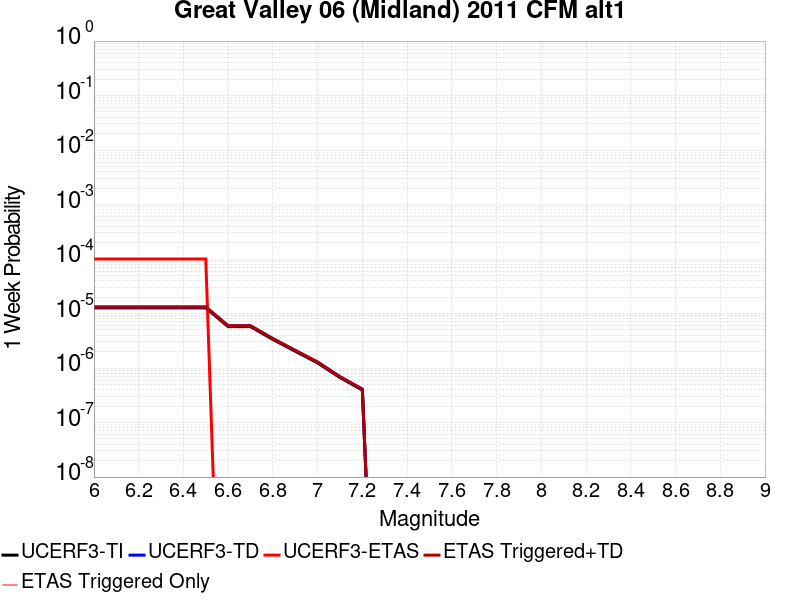 Great Valley 06 (Midland) 2011 CFM alt1
10^0
10^-1
10^-2
10^-3
10^-4
10^-5
10^-6
10^-7
10^-8
1 Week Probability
6 6.2 6.4 6.6 6.8 7 7.2 7.4 7.6 7.8 8 8.2 8.4 8.6 8.8 9
Magnitude
UCERF3-TI UCERF3-TD UCERF3-ETAS ETAS Triggered+TD
ETAS Triggered Only